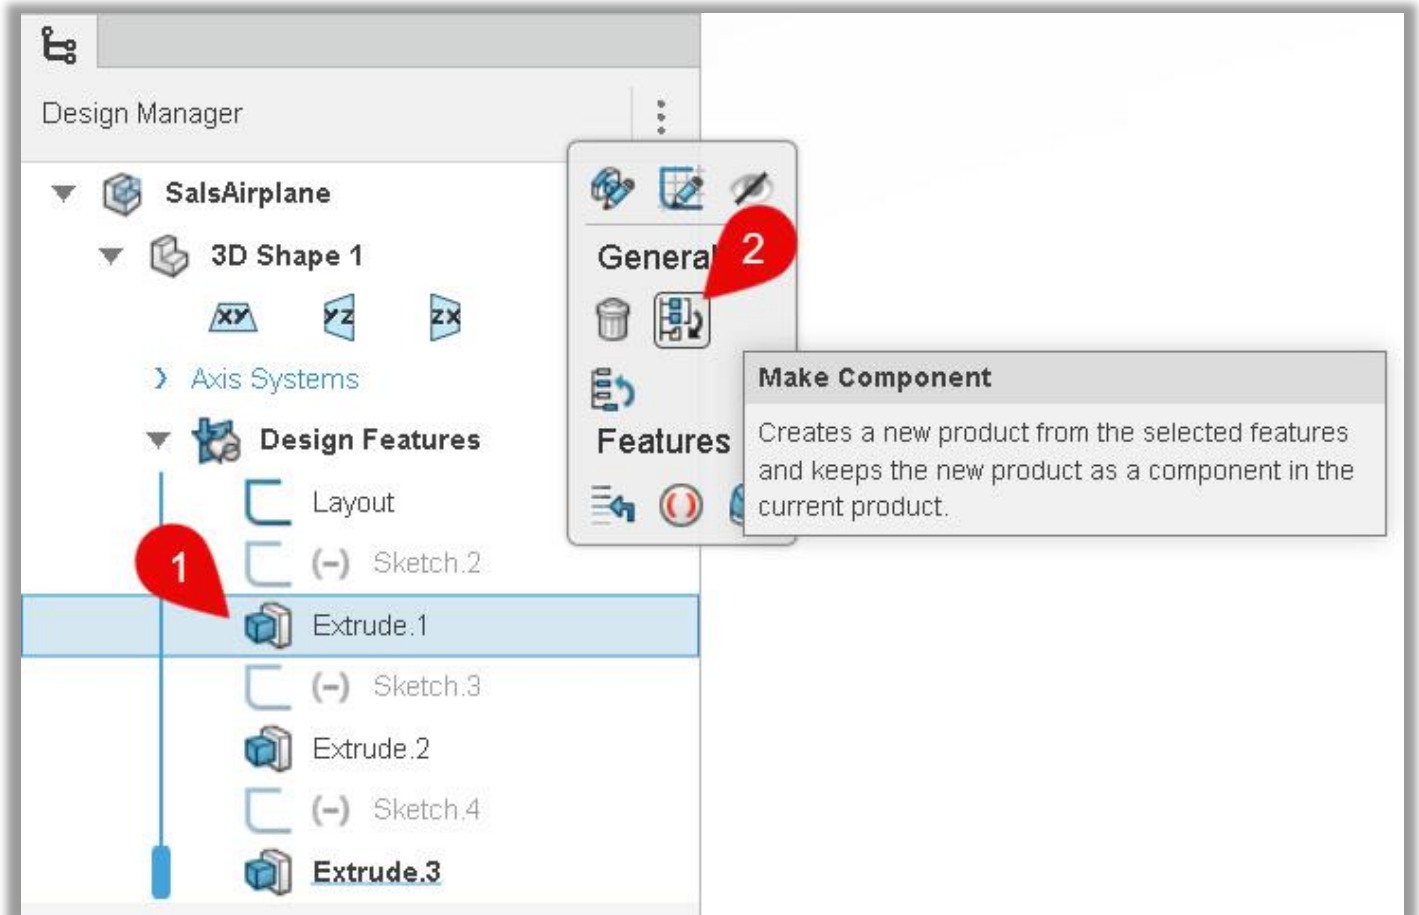 Design Manager
SalsAirplane
3D Shape 1
XY YZ ZX
Axis Systems
Design Features
Layout
(-) Sketch.2
1
Extrude.1
(-) Sketch.3
Extrude.2
(-) Sketch.4
Extrude.3
General
2
Features
Make Component
Creates a new product from the selected features
and keeps the new product as a component in the
current product.